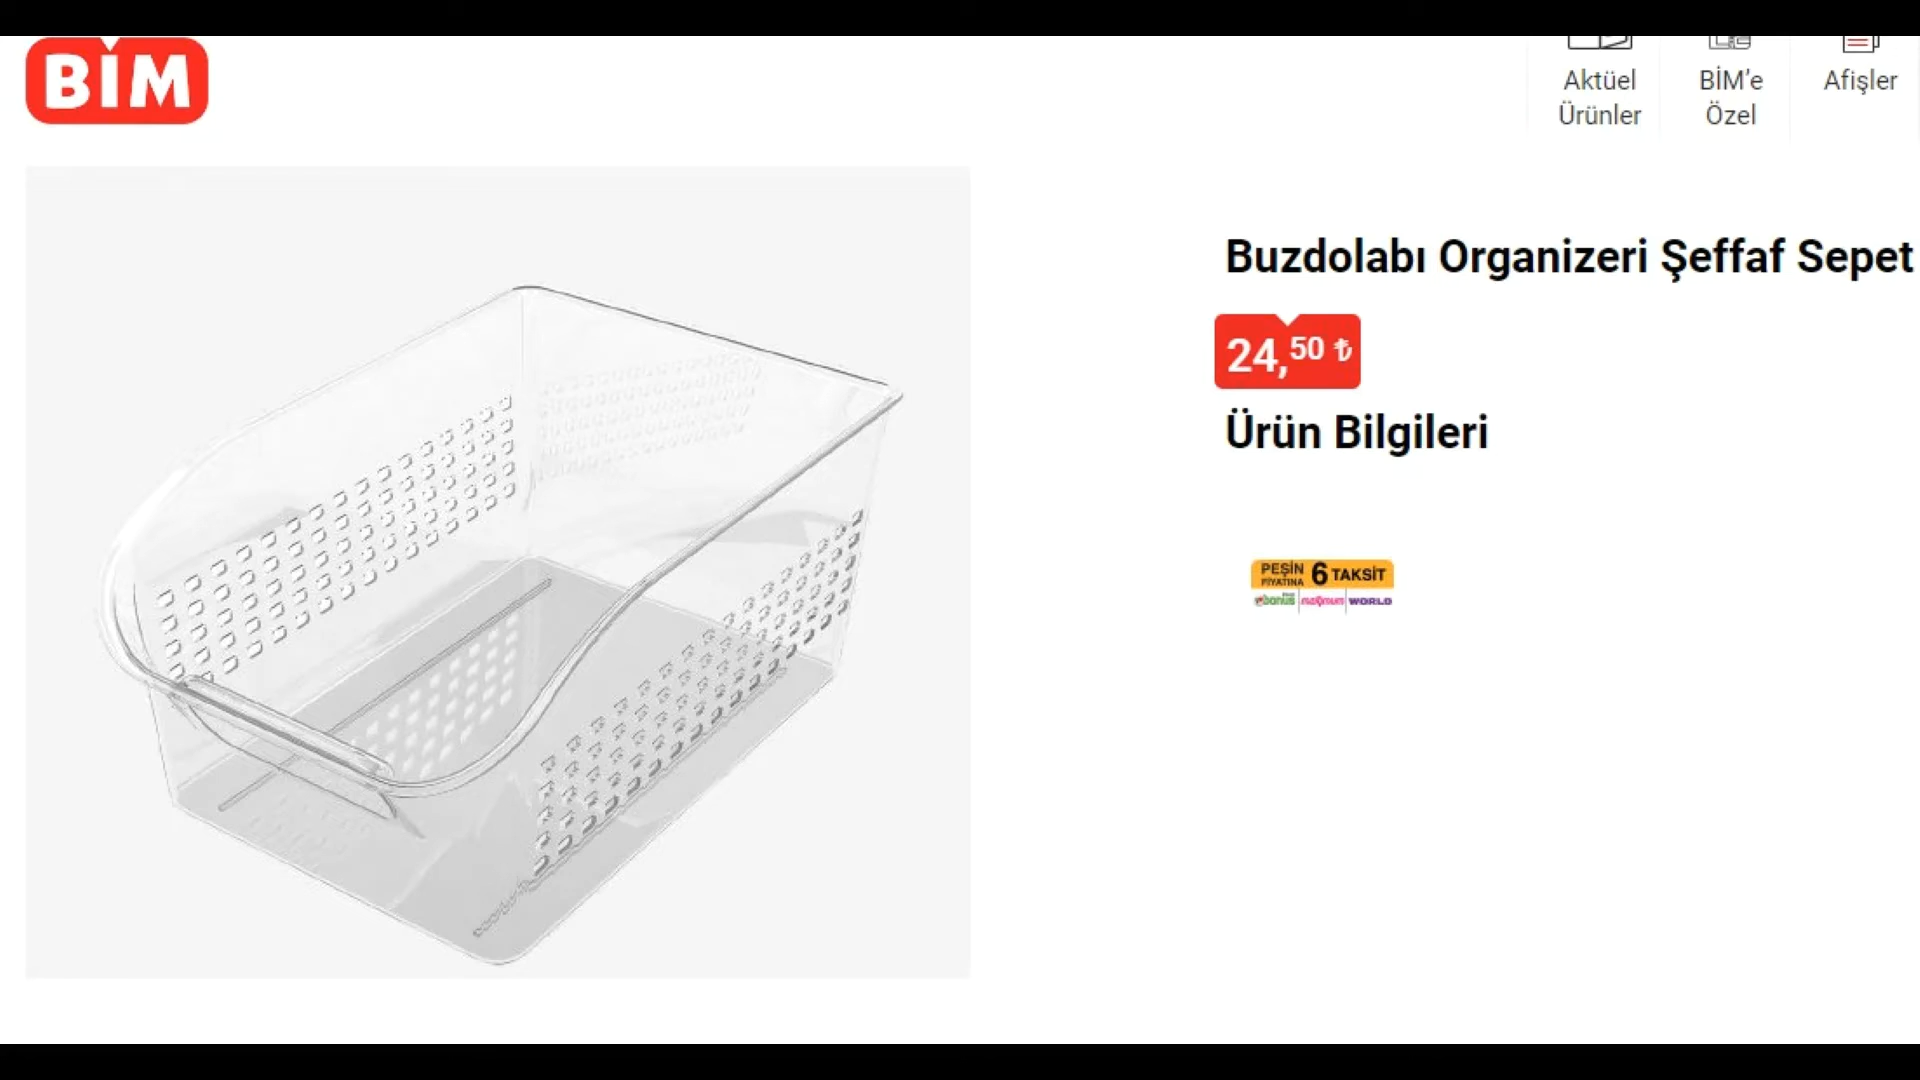 BİM
Aktüel
Ürünler
BİM'e
Özel
Afişler
Buzdolabı Organizeri Şeffaf Sepet
24,50 ₺
Ürün Bilgileri
PEŞİN FİYATINA 6 TAKSİT
bonus maximum WORLD